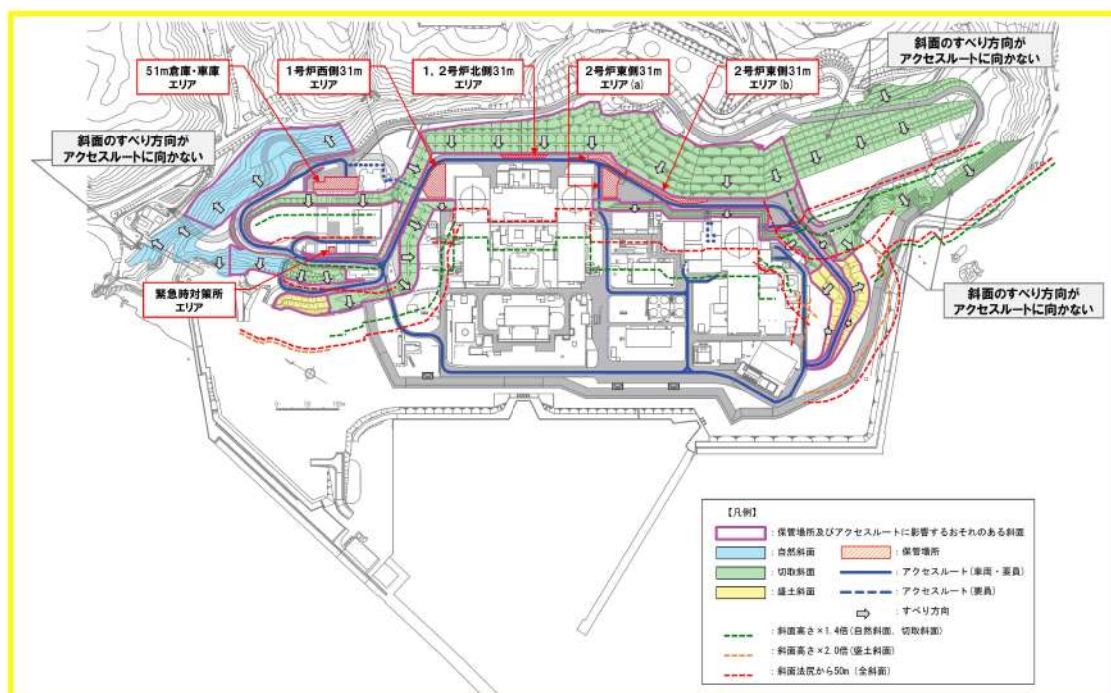 斜面のすべり方向が
アクセスルートに向かない
51m倉庫・車庫
エリア
1号炉西側31m
エリア
1,2号炉北側31m
エリア
2号炉東側31m
エリア(a)
2号炉東側31m
エリア(b)
斜面のすべり方向が
アクセスルートに向かない
緊急時対策所
エリア
斜面のすべり方向が
アクセスルートに向かない
【凡例】
:保管場所及びアクセスルートに影響するおそれのある斜面
:自然斜面
:保管場所
:切取斜面
:アクセスルート(車両・要員)
:盛土斜面
:アクセスルート(要員)
:すべり方向
:斜面高さ×1.4倍(自然斜面,切取斜面)
:斜面高さ×2.0倍(盛土斜面)
:斜面法尻から50m(全斜面)